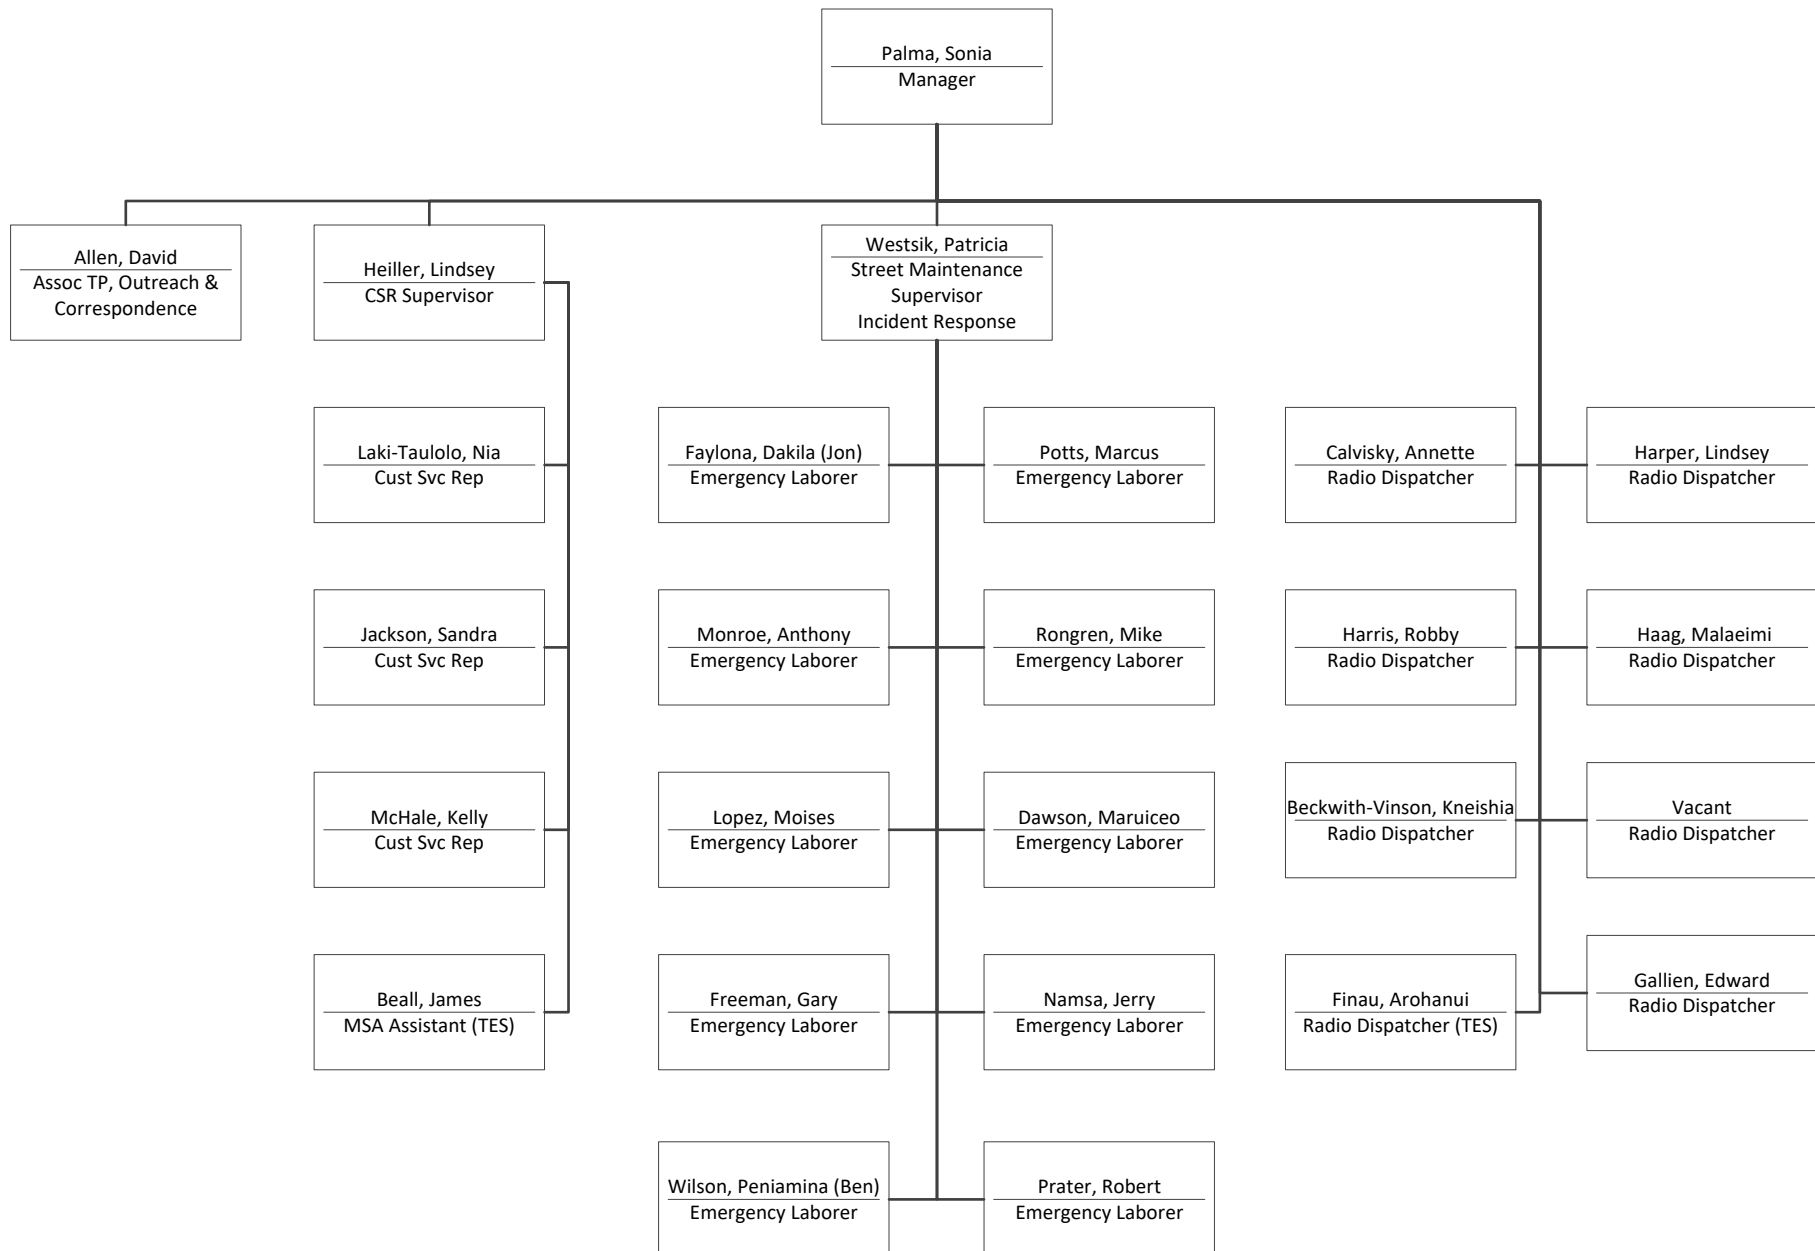 Palma, Sonia
Manager
Allen, David
Assoc TP, Outreach &
Correspondence
Heiller, Lindsey
CSR Supervisor
Westsik, Patricia
Street Maintenance
Supervisor
Incident Response
Laki-Taulolo, Nia
Cust Svc Rep
Faylona, Dakila (Jon)
Emergency Laborer
Potts, Marcus
Emergency Laborer
Calvisky, Annette
Radio Dispatcher
Harper, Lindsey
Radio Dispatcher
Jackson, Sandra
Cust Svc Rep
Monroe, Anthony
Emergency Laborer
Rongren, Mike
Emergency Laborer
Harris, Robby
Radio Dispatcher
Haag, Malaeimi
Radio Dispatcher
McHale, Kelly
Cust Svc Rep
Lopez, Moises
Emergency Laborer
Dawson, Maruiceo
Emergency Laborer
Beckwith-Vinson, Kneishia
Radio Dispatcher
Vacant
Radio Dispatcher
Beall, James
MSA Assistant (TES)
Freeman, Gary
Emergency Laborer
Namsa, Jerry
Emergency Laborer
Finau, Arohanui
Radio Dispatcher (TES)
Gallien, Edward
Radio Dispatcher
Wilson, Peniamina (Ben)
Emergency Laborer
Prater, Robert
Emergency Laborer